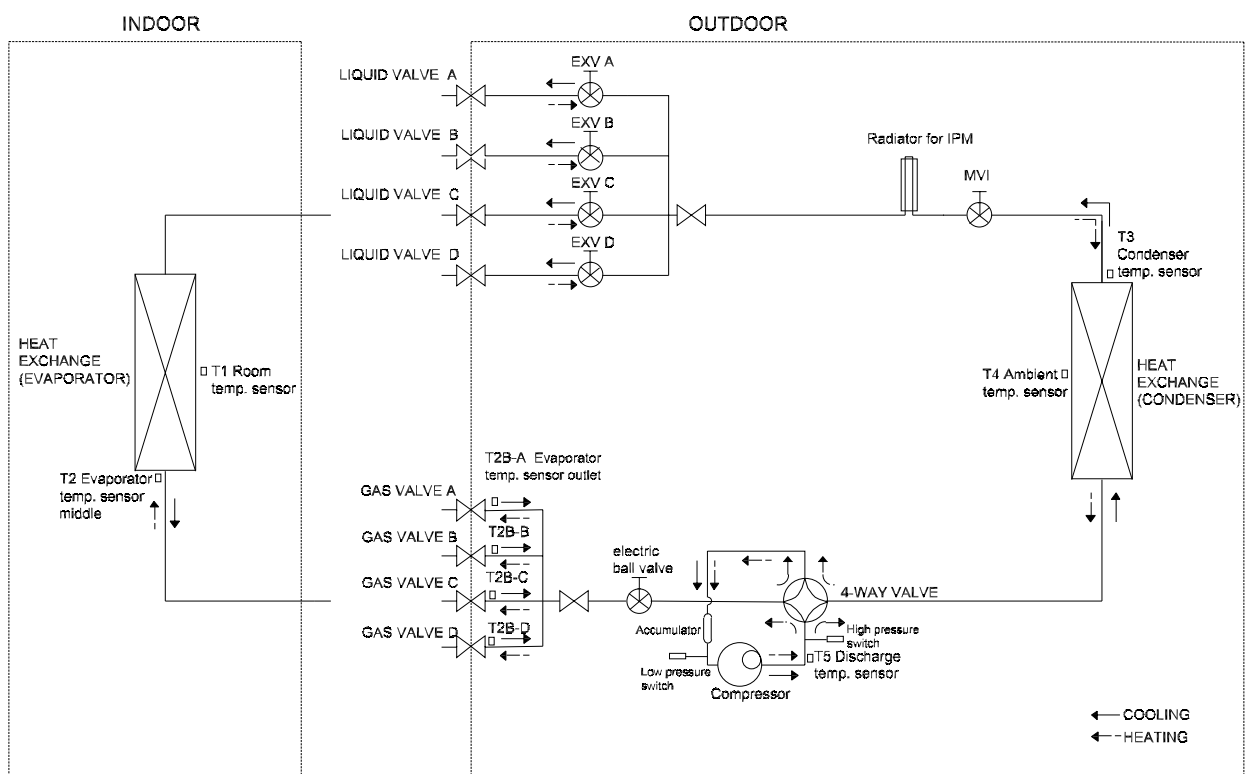 INDOOR
OUTDOOR
LIQUID VALVE A
EXV A
LIQUID VALVE B
EXV B
LIQUID VALVE C
EXV C
LIQUID VALVE D
EXV D
Radiator for IPM
MVI
T3
Condenser
temp. sensor
HEAT
EXCHANGE
(EVAPORATOR)
T1 Room
temp. sensor
T4 Ambient
temp. sensor
HEAT
EXCHANGE
(CONDENSER)
T2 Evaporator
temp. sensor
middle
T2B-A Evaporator
temp. sensor outlet
GAS VALVE A
T2B-B
GAS VALVE B
T2B-C
GAS VALVE C
T2B-D
GAS VALVE D
electric
ball valve
4-WAY VALVE
Accumulator
High pressure
switch
Low pressure
switch
T5 Discharge
temp. sensor
Compressor
COOLING
HEATING